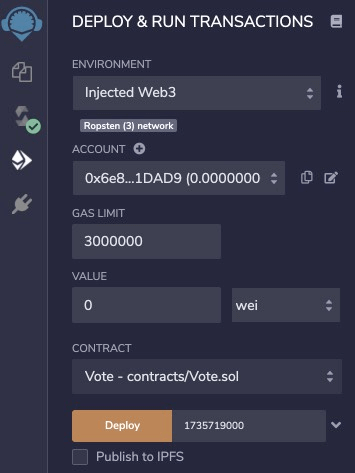 DEPLOY & RUN TRANSACTIONS
ENVIRONMENT
Injected Web3
Ropsten (3) network
ACCOUNT
0x6e8...1DAD9 (0.0000000
GAS LIMIT
3000000
VALUE
0 wei
CONTRACT
Vote - contracts/Vote.sol
Deploy 1735719000
Publish to IPFS